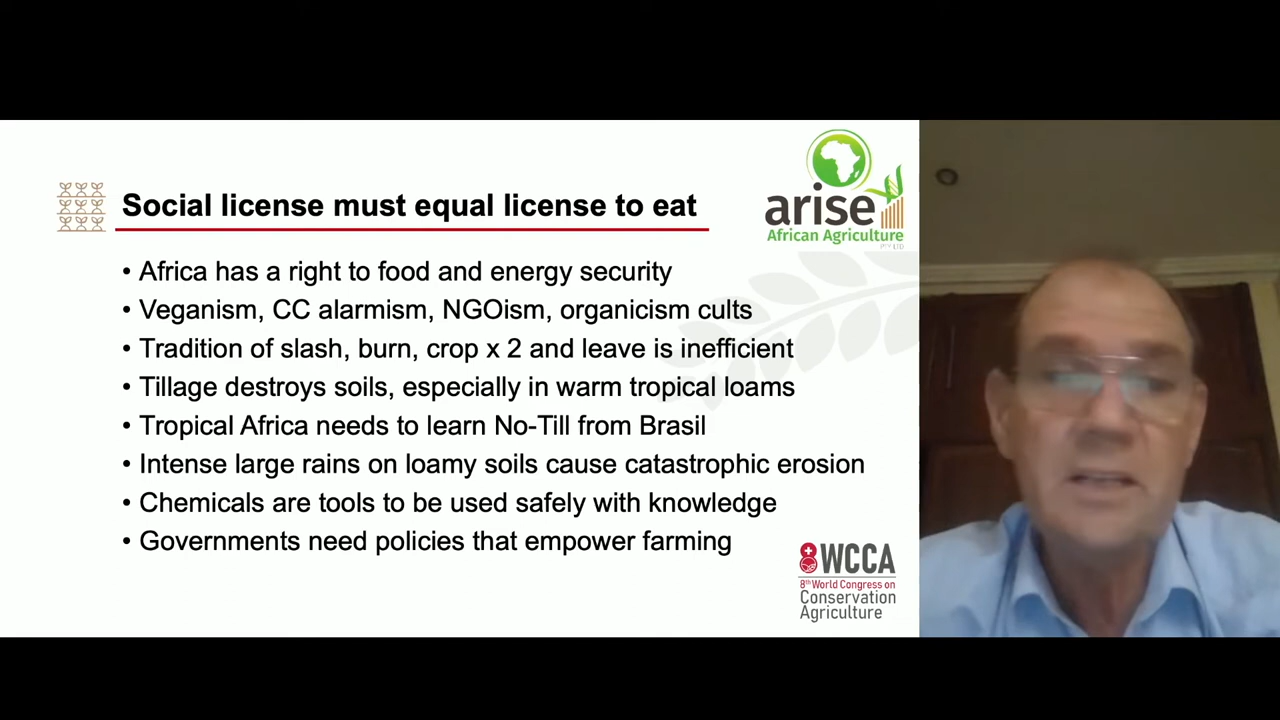 Social license must equal license to eat
arise
African Agriculture
PTY LTD
• Africa has a right to food and energy security
• Veganism, CC alarmism, NGOism, organicism cults
• Tradition of slash, burn, crop x 2 and leave is inefficient
• Tillage destroys soils, especially in warm tropical loams
• Tropical Africa needs to learn No-Till from Brasil
• Intense large rains on loamy soils cause catastrophic erosion
• Chemicals are tools to be used safely with knowledge
• Governments need policies that empower farming
8 WCCA
8th World Congress on
Conservation
Agriculture